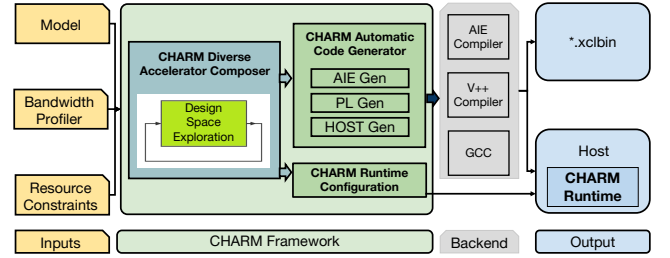 Model
Bandwidth
Profiler
Resource
Constraints
CHARM Diverse
Accelerator Composer
Design
Space
Exploration
CHARM Automatic
Code Generator
AIE Gen
PL Gen
HOST Gen
CHARM Runtime
Configuration
AIE
Compiler
V++
Compiler
GCC
*.xclbin
Host
CHARM
Runtime
Inputs
CHARM Framework
Backend
Output